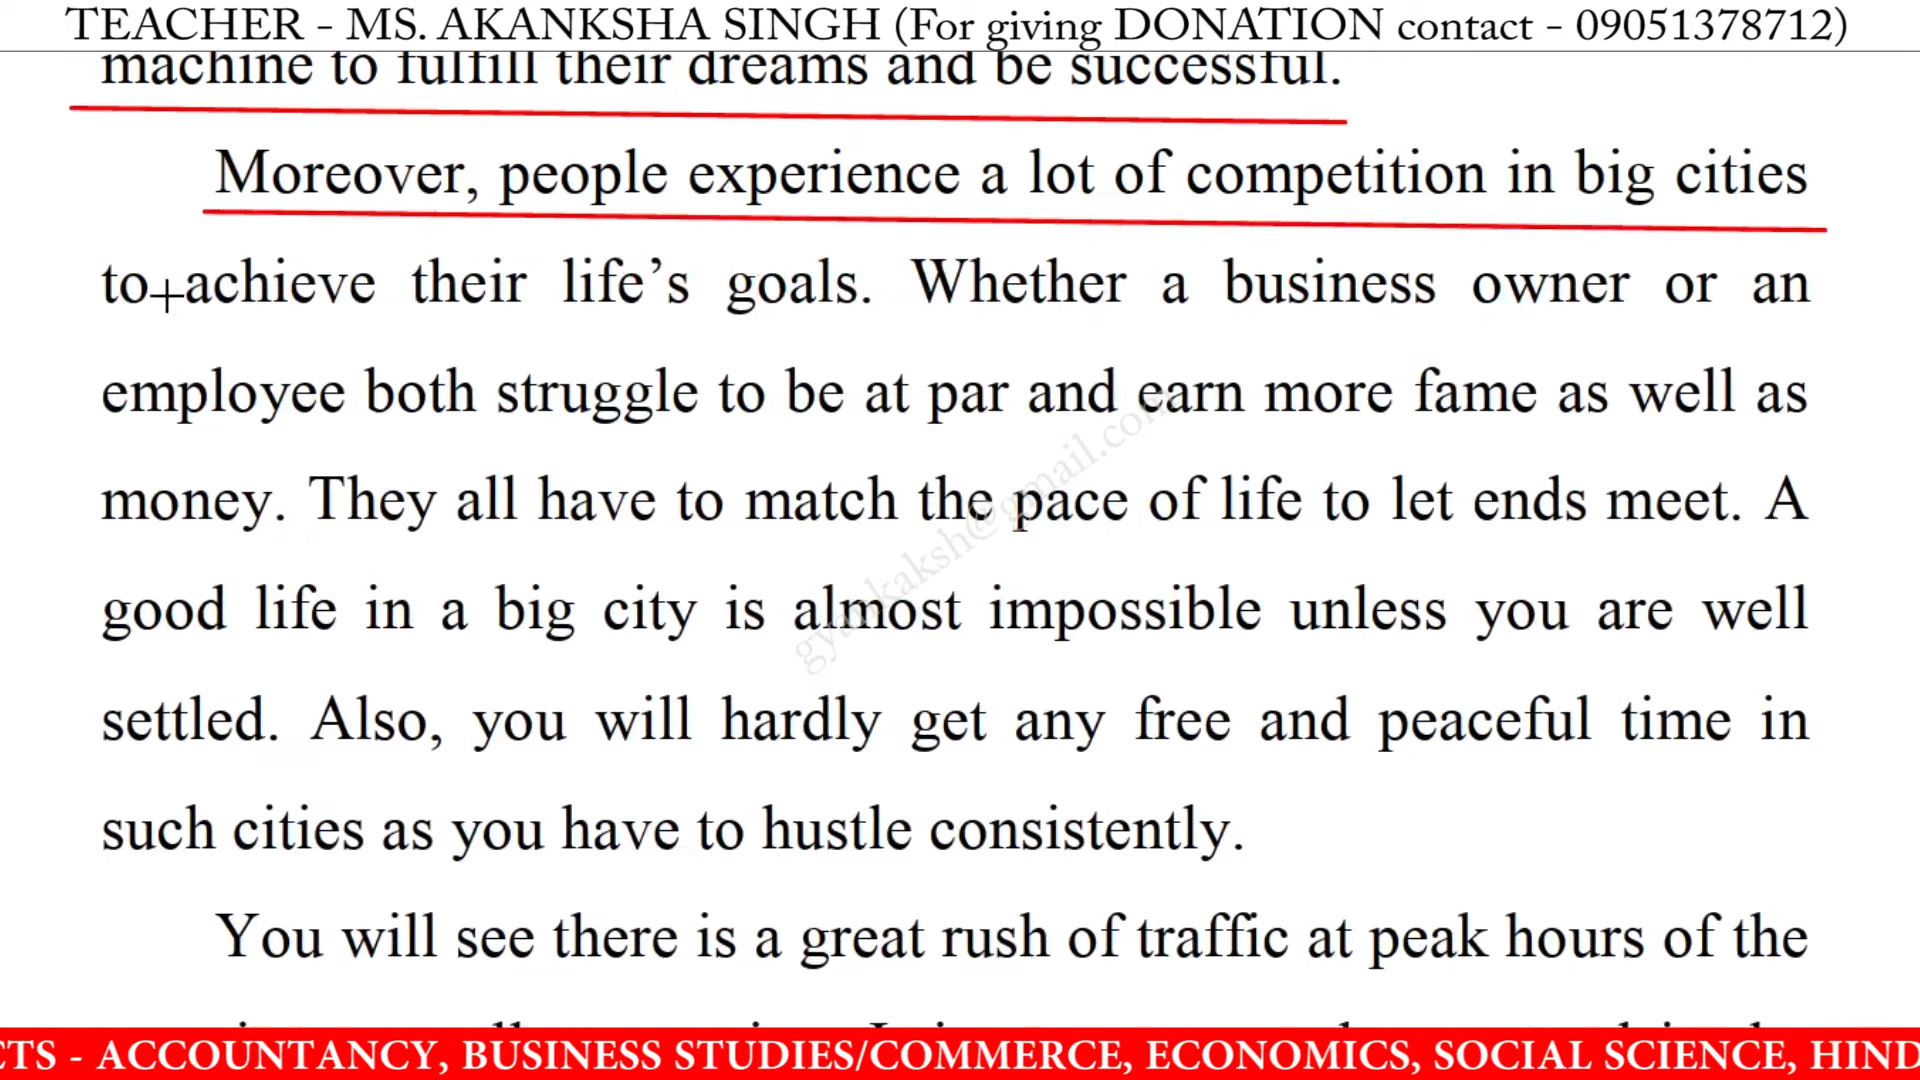 TEACHER - MS. AKANKSHA SINGH (For giving DONATION contact - 09051378712)
machine to fulfill their dreams and be successful.
Moreover, people experience a lot of competition in big cities
to achieve their life’s goals. Whether a business owner or an
employee both struggle to be at par and earn more fame as well as
money. They all have to match the pace of life to let ends meet. A
good life in a big city is almost impossible unless you are well
settled. Also, you will hardly get any free and peaceful time in
such cities as you have to hustle consistently.
gyankaksh@gmail.com
You will see there is a great rush of traffic at peak hours of the
CTS - ACCOUNTANCY, BUSINESS STUDIES/COMMERCE, ECONOMICS, SOCIAL SCIENCE, HIND